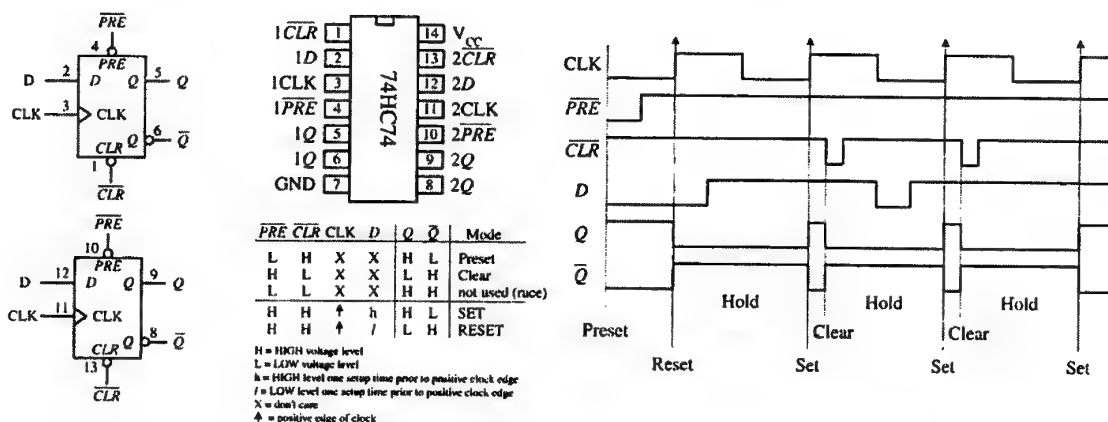 PRE
4
PRE
D 2 D Q 5 Q
CLK 3 CLK
Q 6 Q
CLR
1
CLR
PRE
10
PRE
D 12 D Q 9 Q
CLK 11 CLK
Q 8 Q
CLR
13
CLR
74HC74
1CLR 1 14 VCC
1D 2 13 2CLR
1CLK 3 12 2D
1PRE 4 11 2CLK
1Q 5 10 2PRE
1Q 6 9 2Q
GND 7 8 2Q
PRE CLR CLK D Q Q Mode
L H X X H L Preset
H L X X L H Clear
L L X X H H not used (race)
H H ↑ h H L SET
H H ↑ l L H RESET
H = HIGH voltage level
L = LOW voltage level
h = HIGH level one setup time prior to positive clock edge
l = LOW level one setup time prior to positive clock edge
X = don't care
↑ = positive edge of clock
CLK
PRE
CLR
D
Q
Q
Hold Hold Hold
Preset Clear Clear
Reset Set Set Set